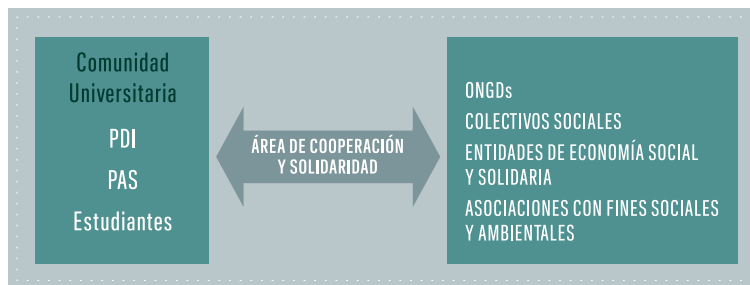 Comunidad
Universitaria
PDI
PAS
Estudiantes
ÁREA DE COOPERACIÓN
Y SOLIDARIDAD
ONGDs
COLECTIVOS SOCIALES
ENTIDADES DE ECONOMÍA SOCIAL
Y SOLIDARIA
ASOCIACIONES CON FINES SOCIALES
Y AMBIENTALES